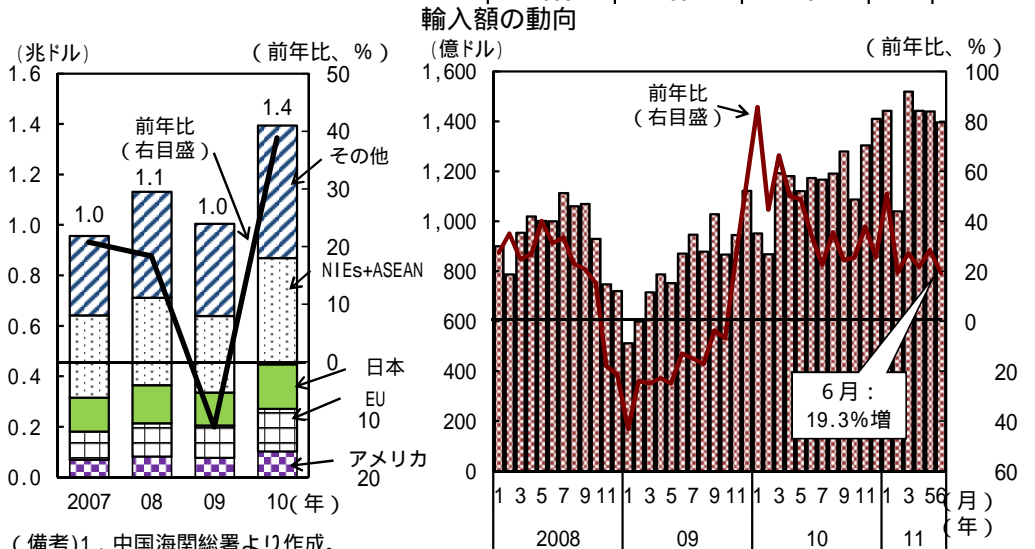 輸入額の動向
(兆ドル)
(前年比、%)
1.6
1.4
1.2
1.0
0.8
0.6
0.4
0.2
0.0
50
40
30
20
10
0
10
20
1.0
1.1
1.0
1.4
前年比
(右目盛)
その他
NIEs+ASEAN
日本
EU
アメリカ
2007 08 09 10(年)
(備考)1.中国海関総署より作成。
(億ドル)
(前年比、%)
1,600
1,400
1,200
1,000
800
600
400
200
0
100
80
60
40
20
0
20
40
60
前年比
(右目盛)
6月:
19.3%増
1 3 5 7 9 11 1 3 5 7 9 11 1 3 5 7 9 11 1 3 5 6 (月)
2008 09 10 11 (年)